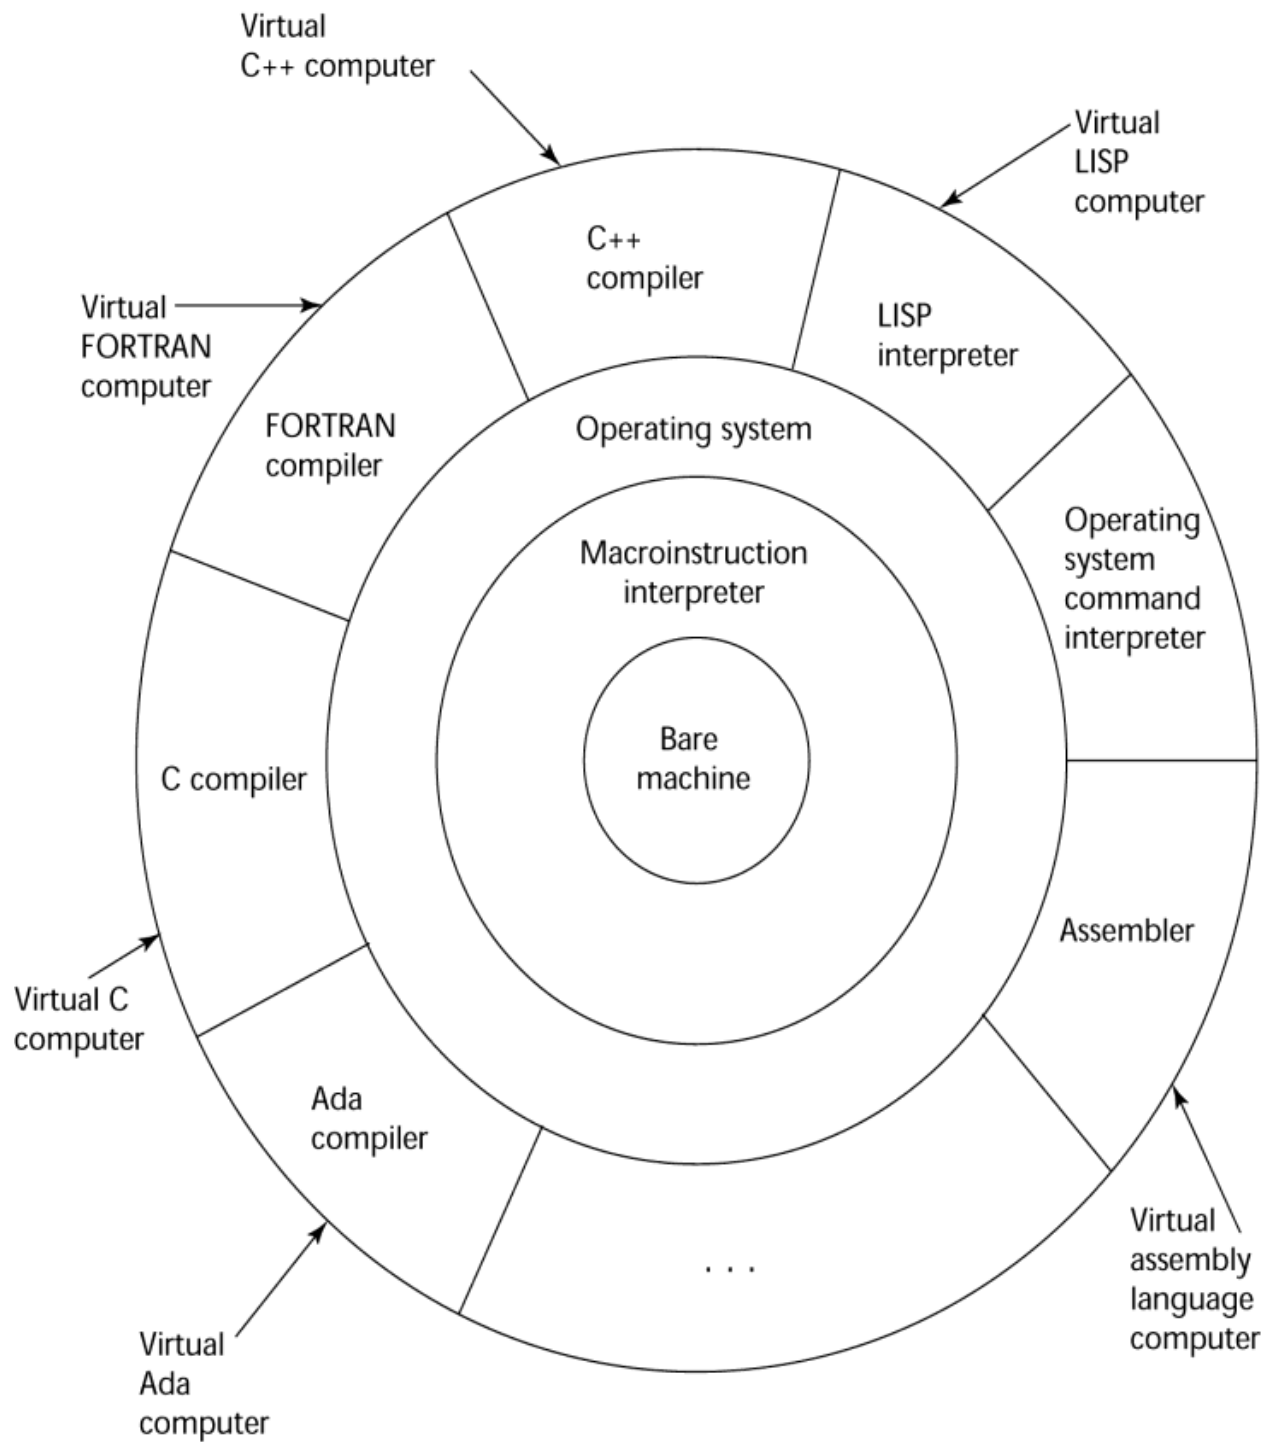 Virtual
C++ computer
Virtual
LISP
computer
C++
compiler
Virtual
FORTRAN
computer
LISP
interpreter
FORTRAN
compiler
Operating system
Operating
system
command
interpreter
Macroinstruction
interpreter
Bare
machine
C compiler
Assembler
Virtual C
computer
Ada
compiler
. . .
Virtual
assembly
language
computer
Virtual
Ada
computer